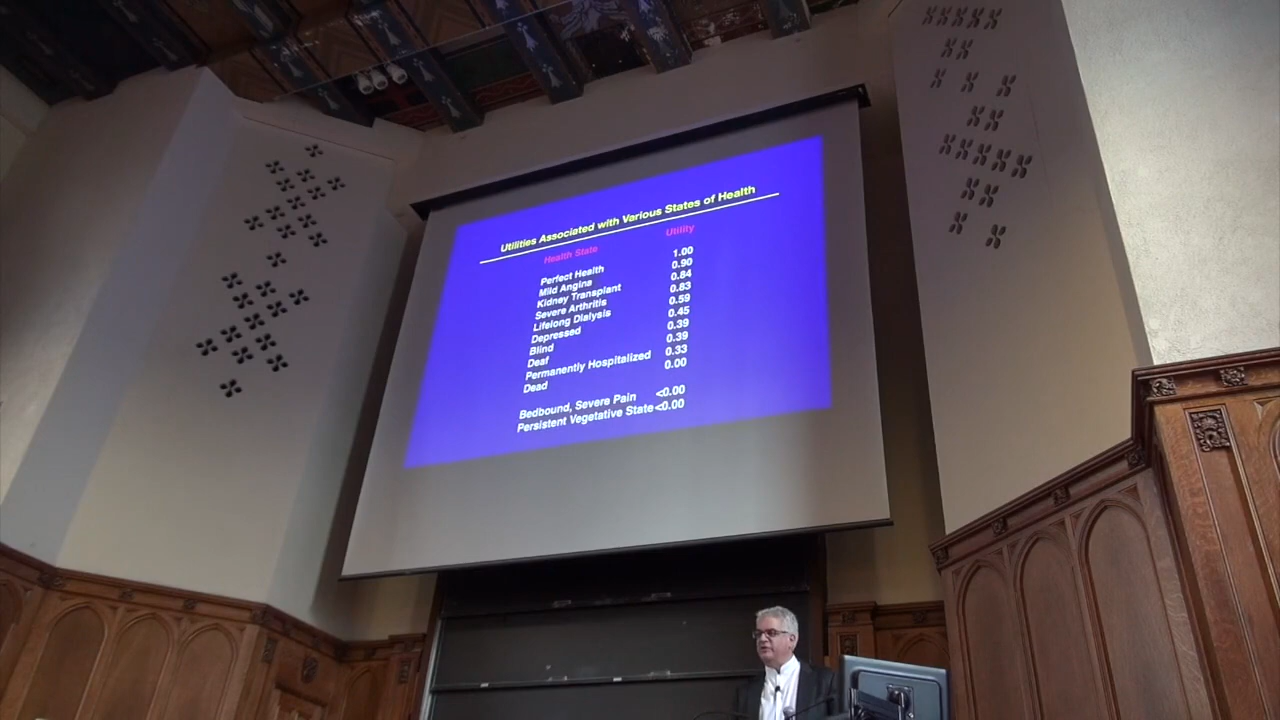 Utilities Associated with Various States of Health
Health State Utility
Perfect Health 1.00
Mild Angina 0.90
Kidney Transplant 0.84
Severe Arthritis 0.83
Lifelong Dialysis 0.59
Depressed 0.45
Blind 0.39
Deaf 0.39
Permanently Hospitalized 0.33
Dead 0.00
Bedbound, Severe Pain <0.00
Persistent Vegetative State <0.00